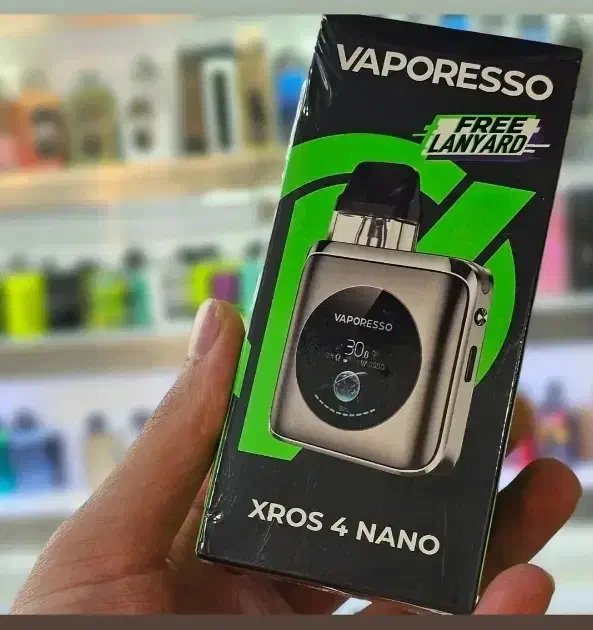 VAPORESSO
FREE
LANYARD
VAPORESSO
30.0
XROS 4 NANO